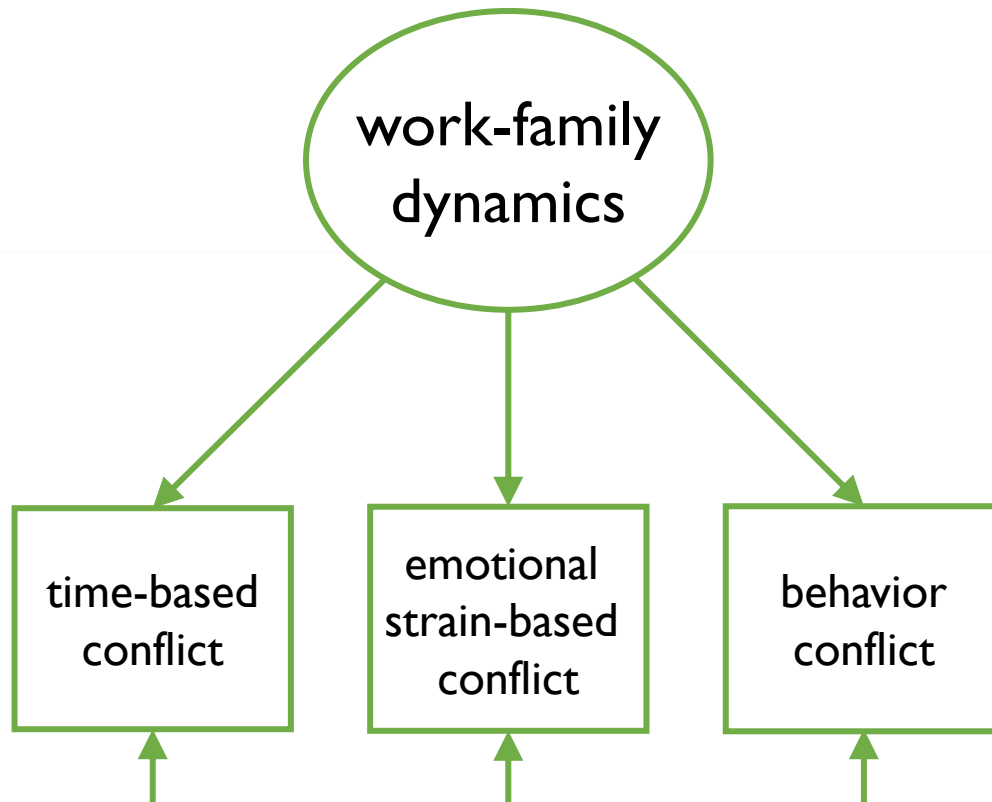 work-family
dynamics
time-based
conflict
emotional
strain-based
conflict
behavior
conflict